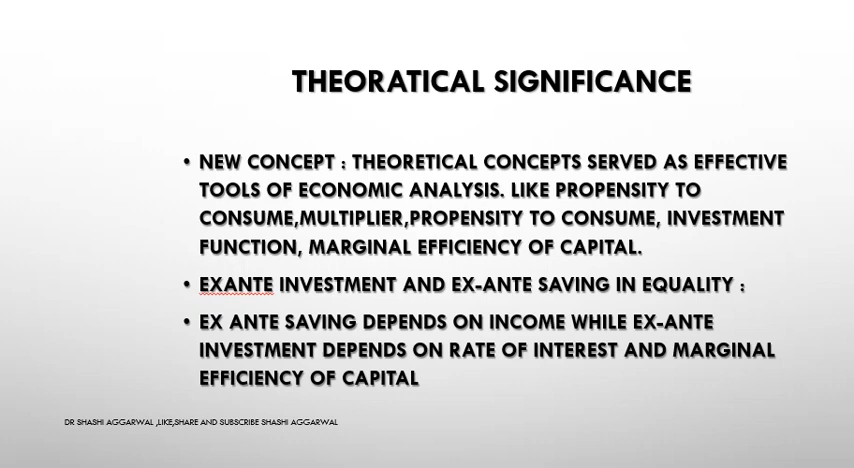 THEORATICAL SIGNIFICANCE
• NEW CONCEPT : THEORETICAL CONCEPTS SERVED AS EFFECTIVE
TOOLS OF ECONOMIC ANALYSIS. LIKE PROPENSITY TO
CONSUME,MULTIPLIER,PROPENSITY TO CONSUME, INVESTMENT
FUNCTION, MARGINAL EFFICIENCY OF CAPITAL.
• EXANTE INVESTMENT AND EX-ANTE SAVING IN EQUALITY :
• EX ANTE SAVING DEPENDS ON INCOME WHILE EX-ANTE
INVESTMENT DEPENDS ON RATE OF INTEREST AND MARGINAL
EFFICIENCY OF CAPITAL
DR SHASHI AGGARWAL ,LIKE,SHARE AND SUBSCRIBE SHASHI AGGARWAL